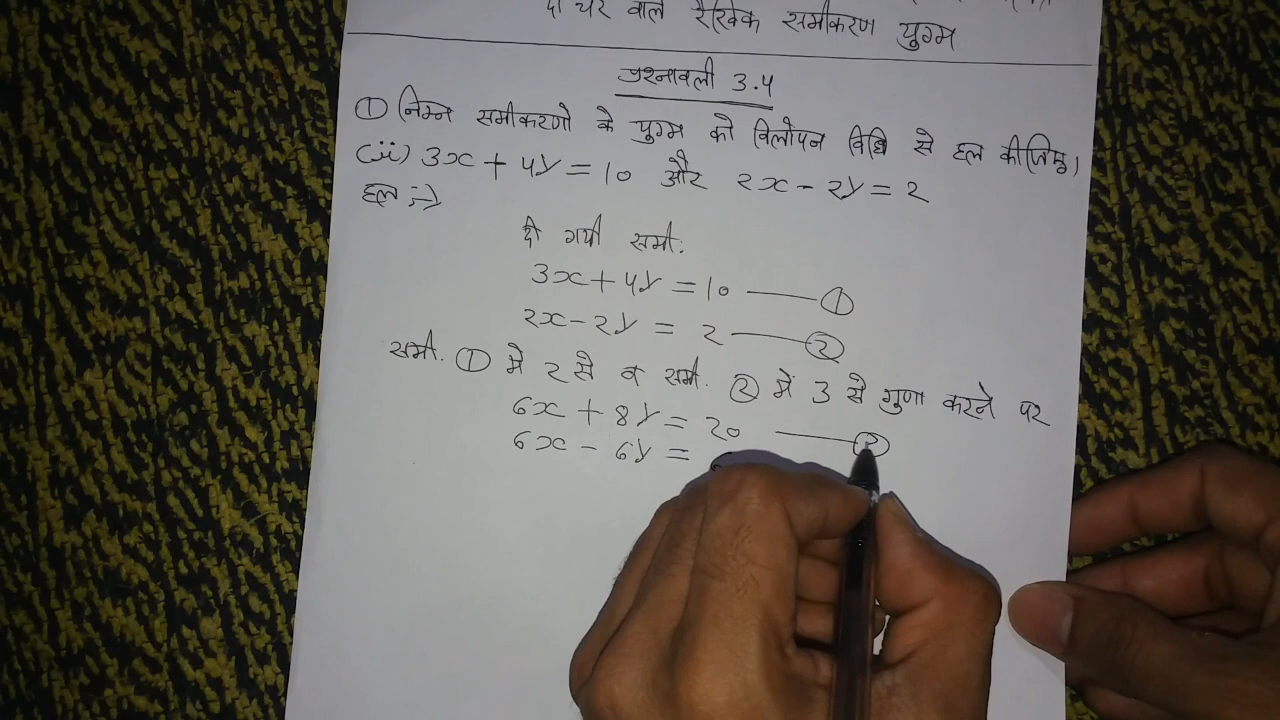 दो चर वाले रैखिक समीकरण युग्म
प्रश्नावली 3.4
① निम्न समीकरणो के युग्म को विलोपन विधि से हल कीजिए।
(ii) 3x + 4y = 10 और 2x - 2y = 2
हल :-)
दी गयी समी:
3x + 4y = 10 —— ①
2x - 2y = 2 —— ②
समी. ① मे 2 से व समी. ② में 3 से गुणा करने पर
6x + 8y = 20 —— ③
6x - 6y = 6